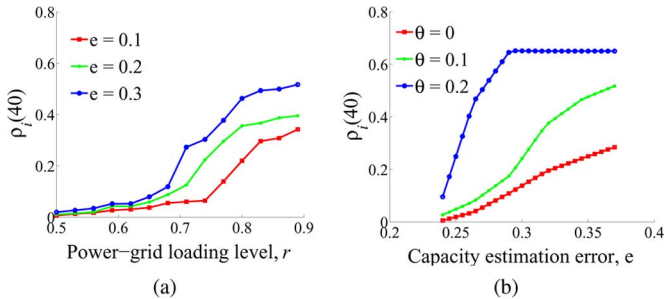 0.8
0.6
0.4
0.2
0
0.5
0.6
0.7
0.8
0.9
ρi(40)
e = 0.1
e = 0.2
e = 0.3
Power−grid loading level, r
(a)
0.8
0.6
0.4
0.2
0
0.2
0.25
0.3
0.35
0.4
ρi(40)
θ = 0
θ = 0.1
θ = 0.2
Capacity estimation error, e
(b)